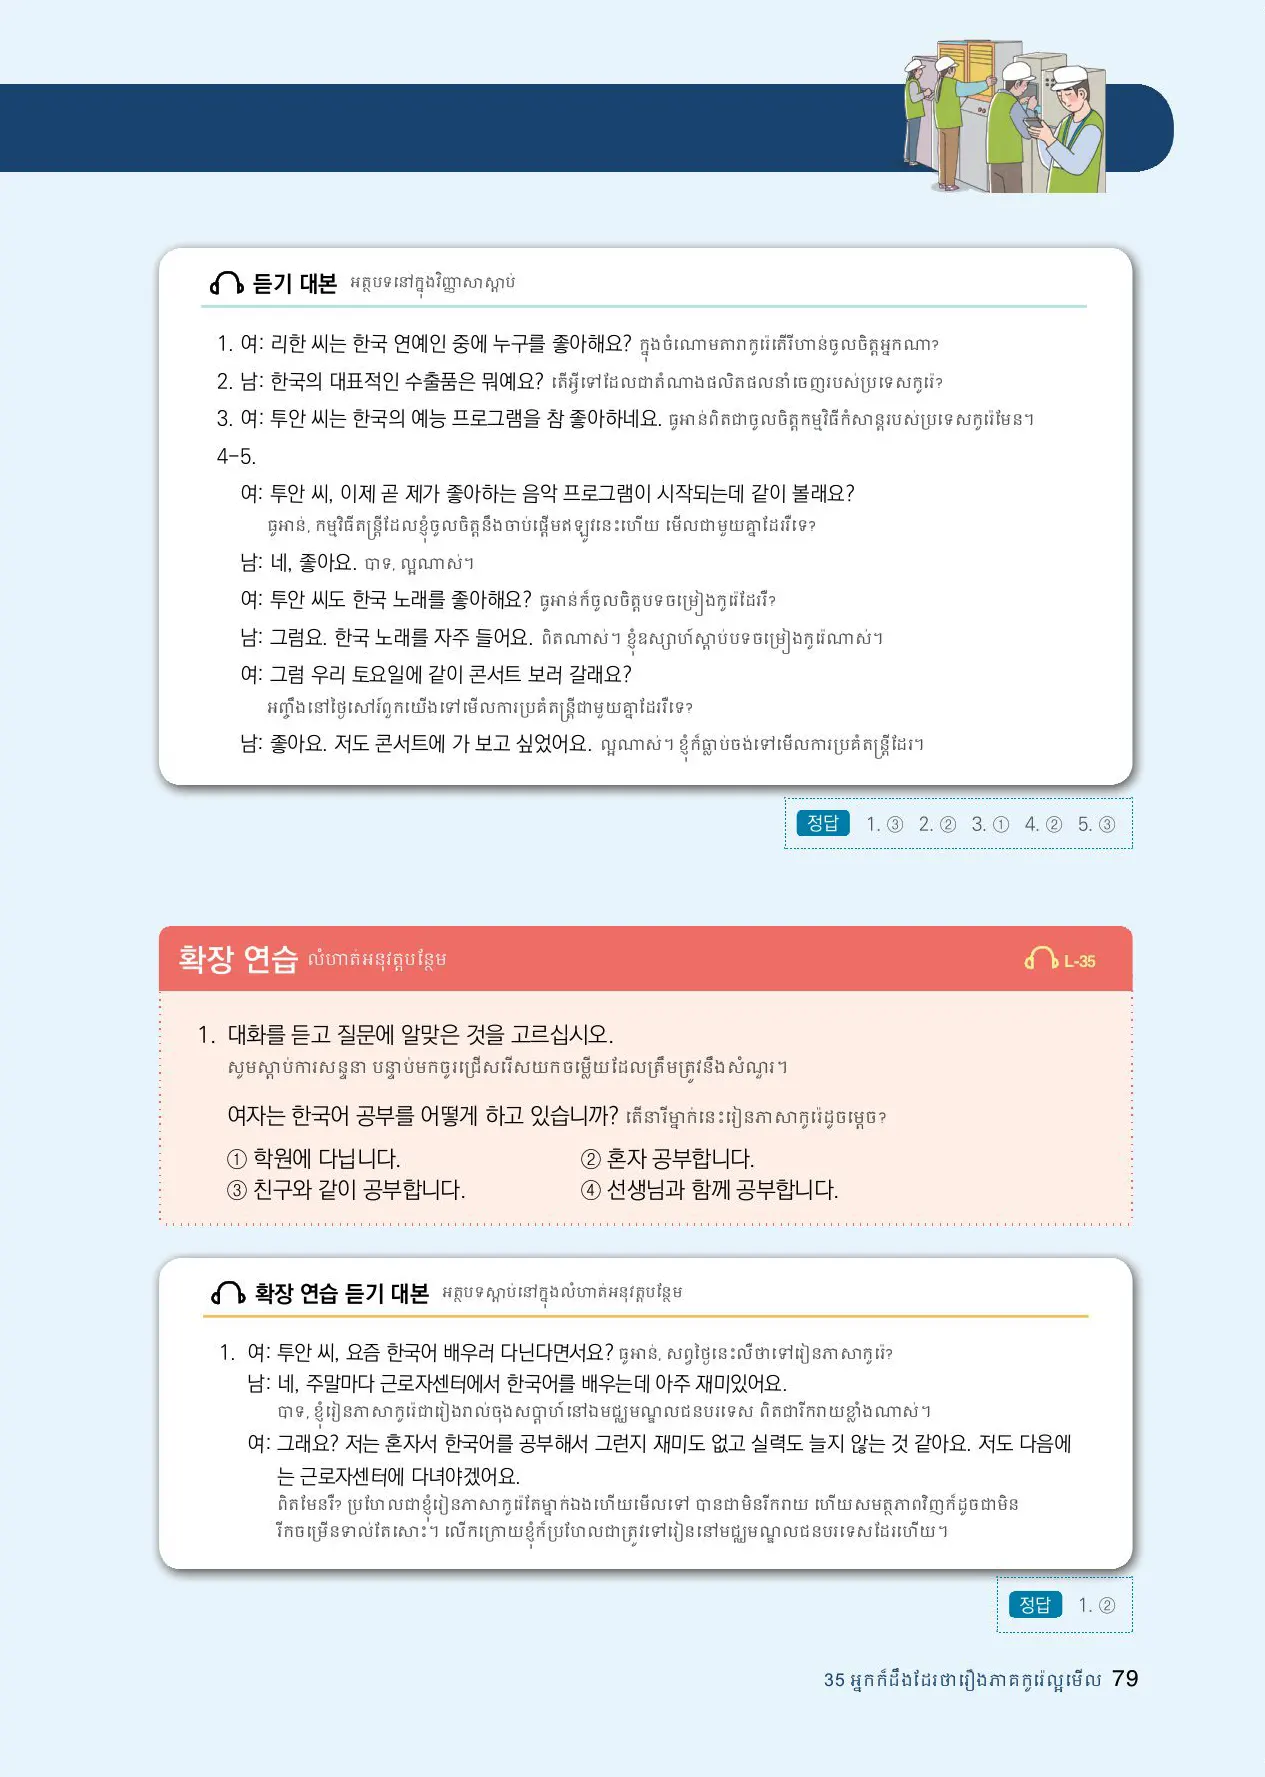 듣기 대본 អត្ថបទនៅក្នុងវិញ្ញាសាស្តាប់
1. 여: 리한 씨는 한국 연예인 중에 누구를 좋아해요? ក្នុងចំណោមតារាកូរ៉េតើរីហាន់ចូលចិត្តអ្នកណា?
2. 남: 한국의 대표적인 수출품은 뭐예요? តើអ្វីទៅដែលជាតំណាងផលិតផលនាំចេញរបស់ប្រទេសកូរ៉េ?
3. 여: 투안 씨는 한국의 예능 프로그램을 참 좋아하네요. ធូអាន់ពិតជាចូលចិត្តកម្មវិធីកំសាន្តរបស់ប្រទេសកូរ៉េមែន។
4-5.
여: 투안 씨, 이제 곧 제가 좋아하는 음악 프로그램이 시작되는데 같이 볼래요?
ធូអាន់, កម្មវិធីតន្ត្រីដែលខ្ញុំចូលចិត្តនឹងចាប់ផ្តើមឥឡូវនេះហើយ មើលជាមួយគ្នាដែររឺទេ?
남: 네, 좋아요. បាទ, ល្អណាស់។
여: 투안 씨도 한국 노래를 좋아해요? ធូអាន់ក៏ចូលចិត្តបទចម្រៀងកូរ៉េដែររឺ?
남: 그럼요. 한국 노래를 자주 들어요. ពិតណាស់។ ខ្ញុំឧស្សាហ៍ស្តាប់បទចម្រៀងកូរ៉េណាស់។
여: 그럼 우리 토요일에 같이 콘서트 보러 갈래요?
អញ្ចឹងនៅថ្ងៃសៅរ៍ពួកយើងទៅមើលការប្រគំតន្ត្រីជាមួយគ្នាដែររឺទេ?
남: 좋아요. 저도 콘서트에 가 보고 싶었어요. ល្អណាស់។ ខ្ញុំក៏ធ្លាប់ចង់ទៅមើលការប្រគំតន្ត្រីដែរ។
정답 1. ③ 2. ② 3. ① 4. ② 5. ③
확장 연습 លំហាត់អនុវត្តបន្ថែម L-35
1. 대화를 듣고 질문에 알맞은 것을 고르십시오.
សូមស្តាប់ការសន្ទនា បន្ទាប់មកចូរជ្រើសរើសយកចម្លើយដែលត្រឹមត្រូវនឹងសំណួរ។
여자는 한국어 공부를 어떻게 하고 있습니까? តើនារីម្នាក់នេះរៀនភាសាកូរ៉េដូចម្តេច?
① 학원에 다닙니다. ② 혼자 공부합니다.
③ 친구와 같이 공부합니다. ④ 선생님과 함께 공부합니다.
확장 연습 듣기 대본 អត្ថបទស្តាប់នៅក្នុងលំហាត់អនុវត្តបន្ថែម
1. 여: 투안 씨, 요즘 한국어 배우러 다닌다면서요? ធូអាន់, សព្វថ្ងៃនេះលឺថាទៅរៀនភាសាកូរ៉េ?
남: 네, 주말마다 근로자센터에서 한국어를 배우는데 아주 재미있어요.
បាទ, ខ្ញុំរៀនភាសាកូរ៉េជារៀងរាល់ចុងសប្តាហ៍នៅឯមជ្ឈមណ្ឌលជនបរទេស ពិតជារីករាយខ្លាំងណាស់។
여: 그래요? 저는 혼자서 한국어를 공부해서 그런지 재미도 없고 실력도 늘지 않는 것 같아요. 저도 다음에
는 근로자센터에 다녀야겠어요.
ពិតមែនរឺ? ប្រហែលជាខ្ញុំរៀនភាសាកូរ៉េតែម្នាក់ឯងហើយមើលទៅ បានជាមិនរីករាយ ហើយសមត្ថភាពវិញក៏ដូចជាមិន
រីកចម្រើនទាល់តែសោះ។ លើកក្រោយខ្ញុំក៏ប្រហែលជាត្រូវទៅរៀននៅមជ្ឈមណ្ឌលជនបរទេសដែរហើយ។
정답 1. ②
35 អ្នកក៏ដឹងដែរថារឿងភាគកូរ៉េល្អមើល 79